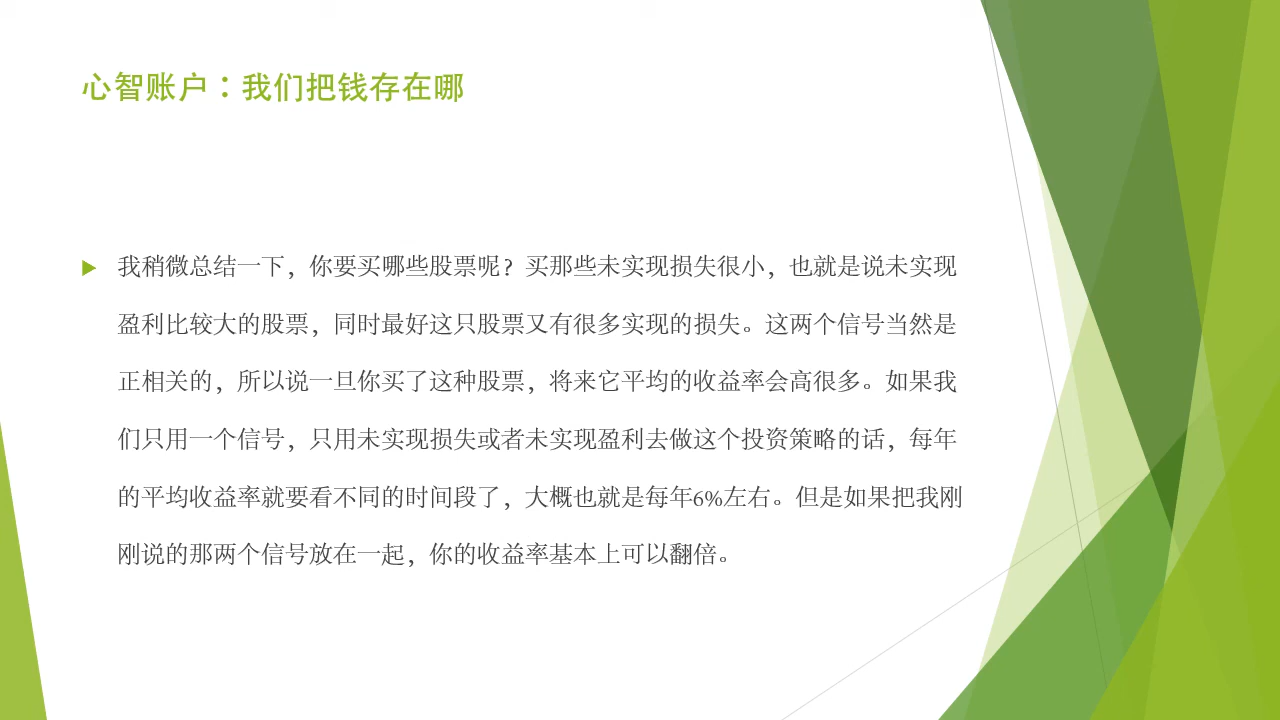 心智账户：我们把钱存在哪
我稍微总结一下，你要买哪些股票呢？买那些未实现损失很小，也就是说未实现
盈利比较大的股票，同时最好这只股票又有很多实现的损失。这两个信号当然是
正相关的，所以说一旦你买了这种股票，将来它平均的收益率会高很多。如果我
们只用一个信号，只用未实现损失或者未实现盈利去做这个投资策略的话，每年
的平均收益率就要看不同的时间段了，大概也就是每年6%左右。但是如果把我刚
刚说的那两个信号放在一起，你的收益率基本上可以翻倍。